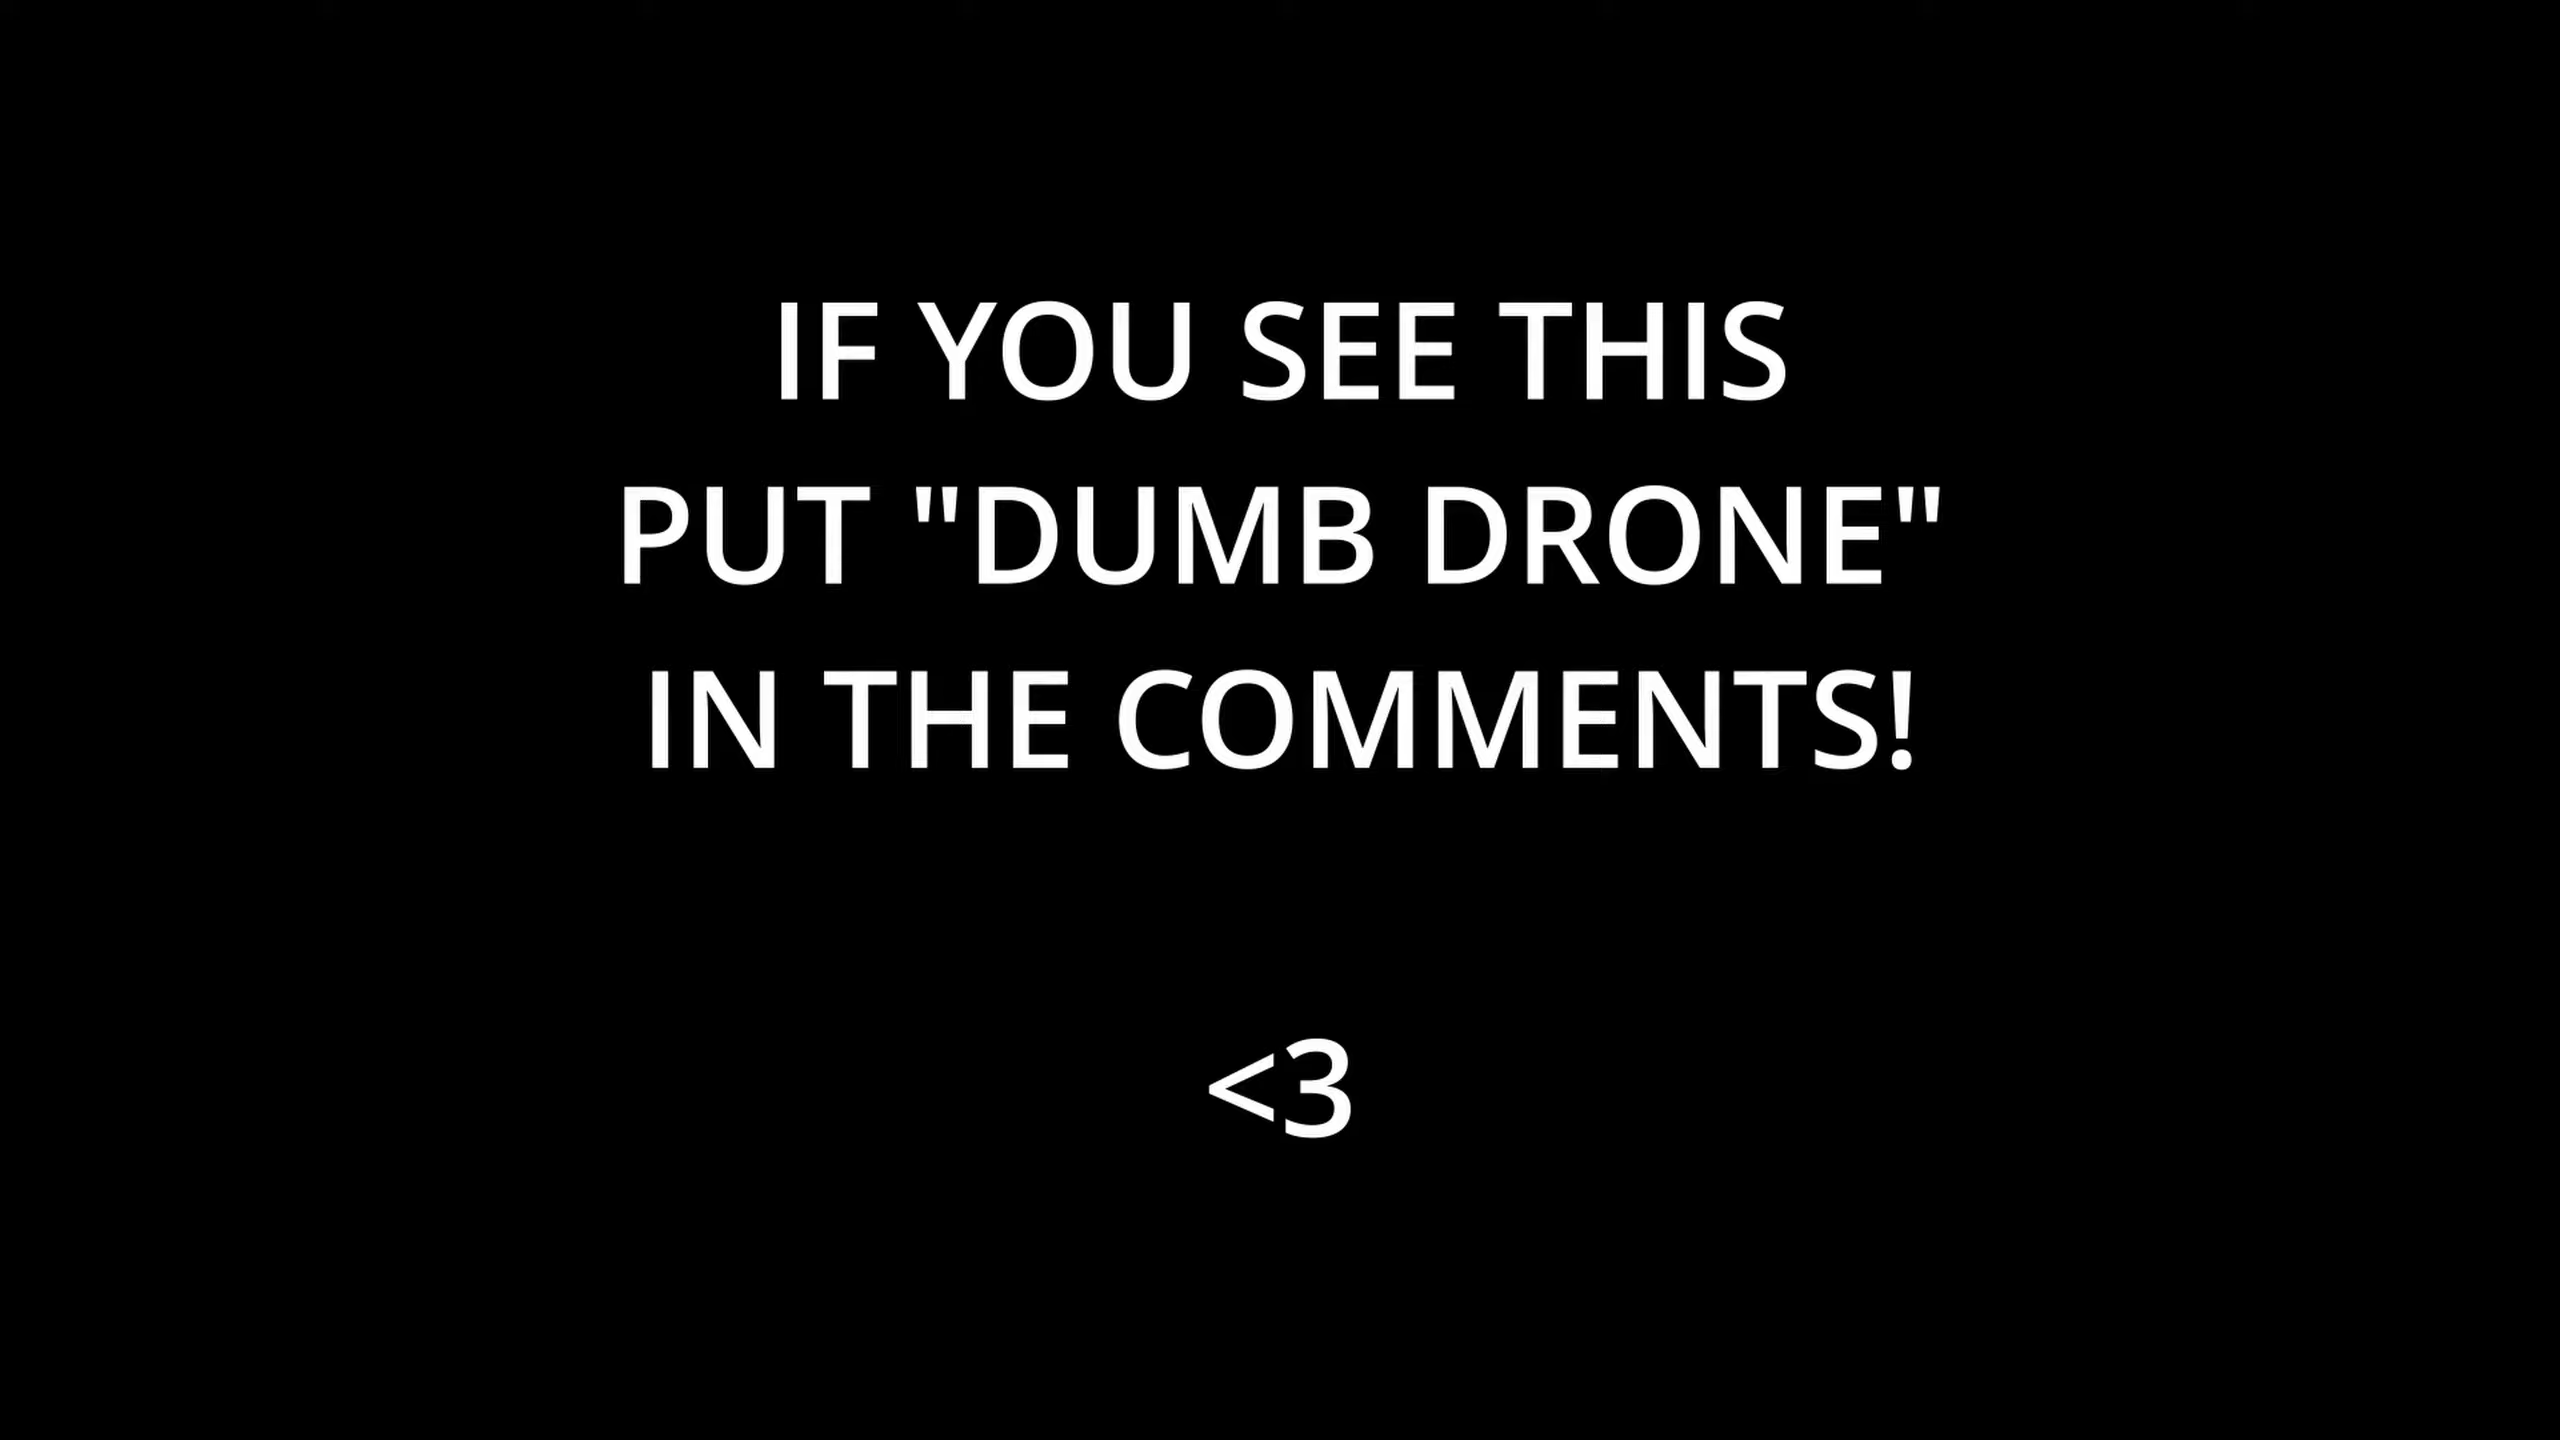 IF YOU SEE THIS
PUT "DUMB DRONE"
IN THE COMMENTS!
<3